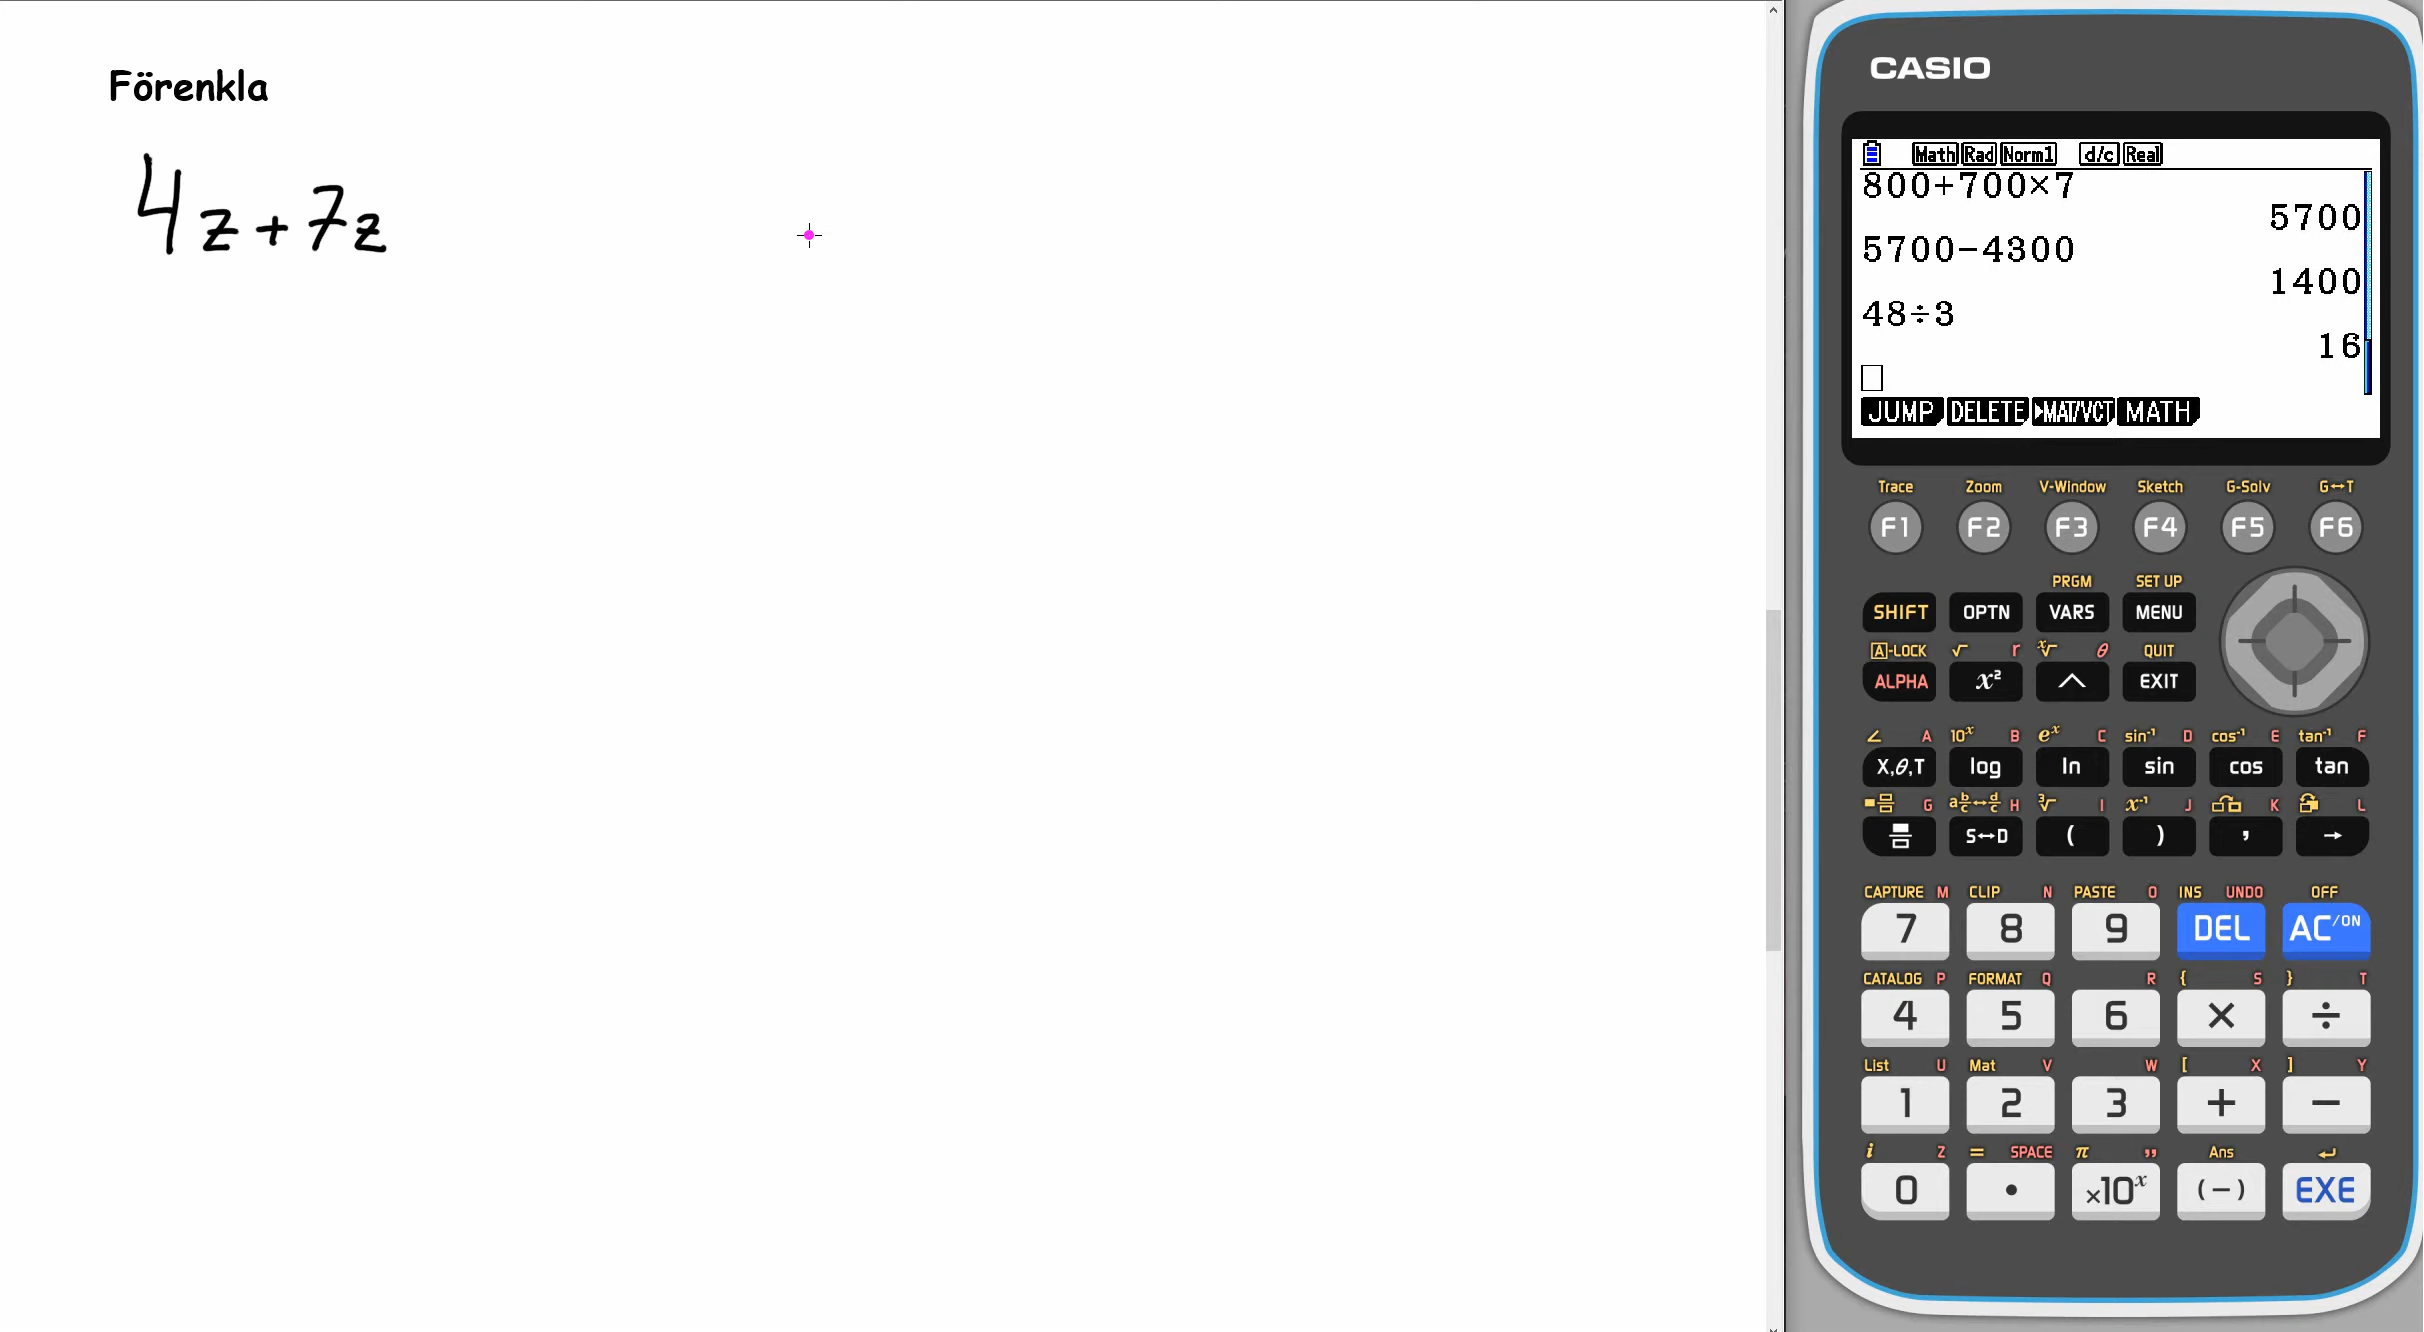 Förenkla
4z+7z
CASIO
Math Rad Norm1 d/c Real
800+700×7
5700
5700-4300
1400
48÷3
16
JUMP DELETE ▶MAT/VCT MATH
Trace Zoom V-Window Sketch G-Solv G↔T
F1 F2 F3 F4 F5 F6
PRGM SET UP
SHIFT OPTN VARS MENU
A-LOCK √ r ˣ√ θ QUIT
ALPHA x² ^ EXIT
∠ A 10ˣ B eˣ C sin⁻¹ D cos⁻¹ E tan⁻¹ F
X,θ,T log ln sin cos tan
G a b/c↔d/c H ³√ I x⁻¹ J K L
S↔D ( ) , →
CAPTURE M CLIP N PASTE O INS UNDO OFF
7 8 9 DEL AC/ON
CATALOG P FORMAT Q R { S } T
4 5 6 × ÷
List U Mat V W [ X ] Y
1 2 3 + −
i Z = SPACE π " Ans ↵
0 • ×10ˣ (−) EXE